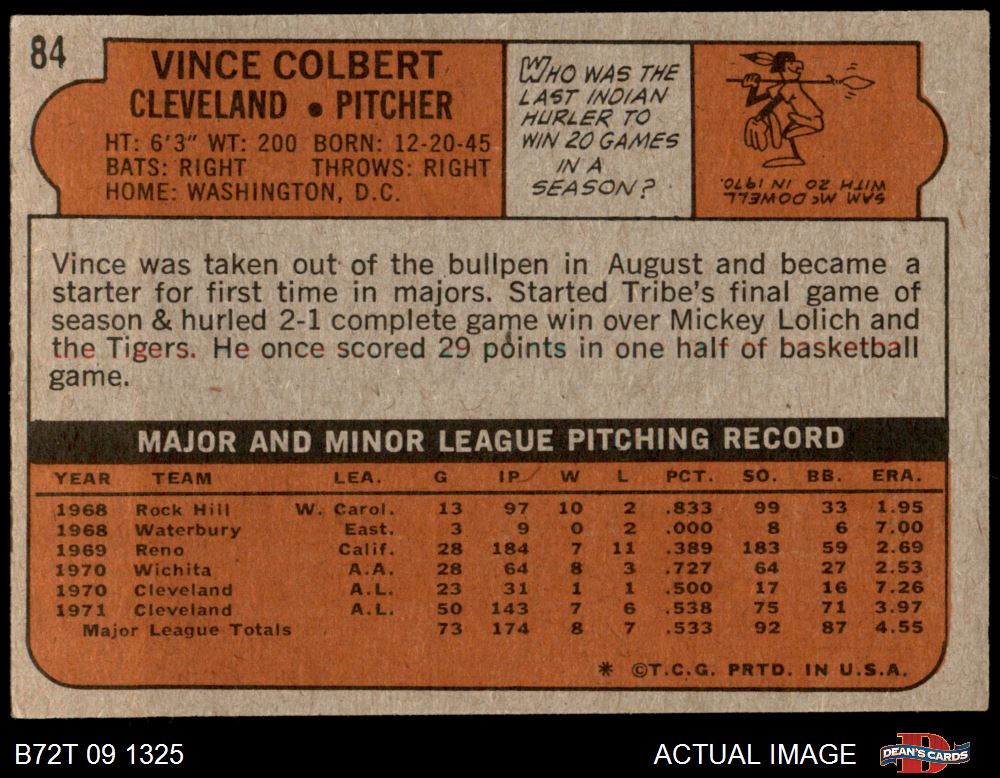 84
VINCE COLBERT
CLEVELAND • PITCHER
HT: 6'3" WT: 200 BORN: 12-20-45
BATS: RIGHT THROWS: RIGHT
HOME: WASHINGTON, D.C.
WHO WAS THE
LAST INDIAN
HURLER TO
WIN 20 GAMES
IN A
SEASON?
SAM McDOWELL WAS
WITH 20 IN 1970.
Vince was taken out of the bullpen in August and became a
starter for first time in majors. Started Tribe's final game of
season & hurled 2-1 complete game win over Mickey Lolich and
the Tigers. He once scored 29 points in one half of basketball
game.
MAJOR AND MINOR LEAGUE PITCHING RECORD
YEAR TEAM LEA. G IP W L PCT. SO. BB. ERA.
1968 Rock Hill W. Carol. 13 97 10 2 .833 99 33 1.95
1968 Waterbury East. 3 9 0 2 .000 8 6 7.00
1969 Reno Calif. 28 184 7 11 .389 183 59 2.69
1970 Wichita A.A. 28 64 8 3 .727 64 27 2.53
1970 Cleveland A.L. 23 31 1 1 .500 17 16 7.26
1971 Cleveland A.L. 50 143 7 6 .538 75 71 3.97
Major League Totals 73 174 8 7 .533 92 87 4.55
* ©T.C.G. PRTD. IN U.S.A.
B72T 09 1325 ACTUAL IMAGE DEAN'S CARDS